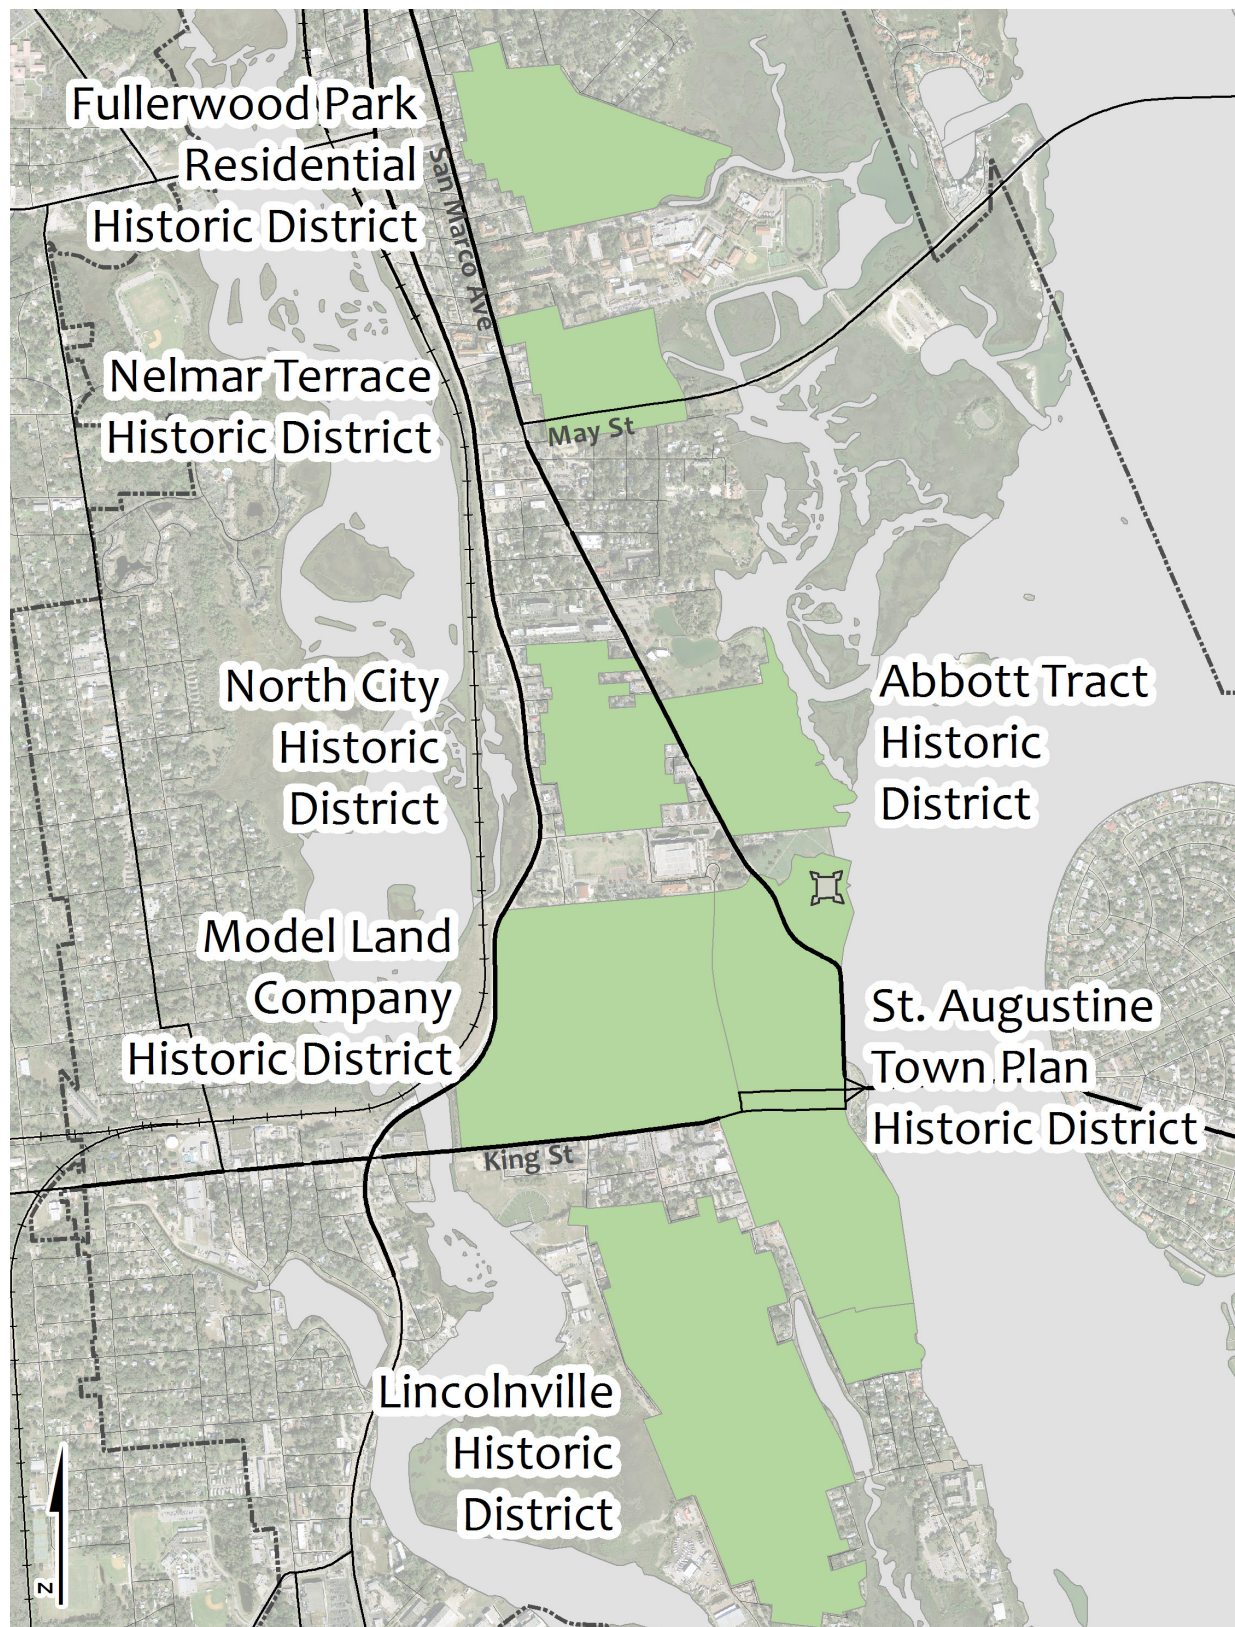 Fullerwood Park
Residential
Historic District
San Marco Ave
Nelmar Terrace
Historic District
May St
North City
Historic
District
Abbott Tract
Historic
District
Model Land
Company
Historic District
St. Augustine
Town Plan
Historic District
King St
Lincolnville
Historic
District
N